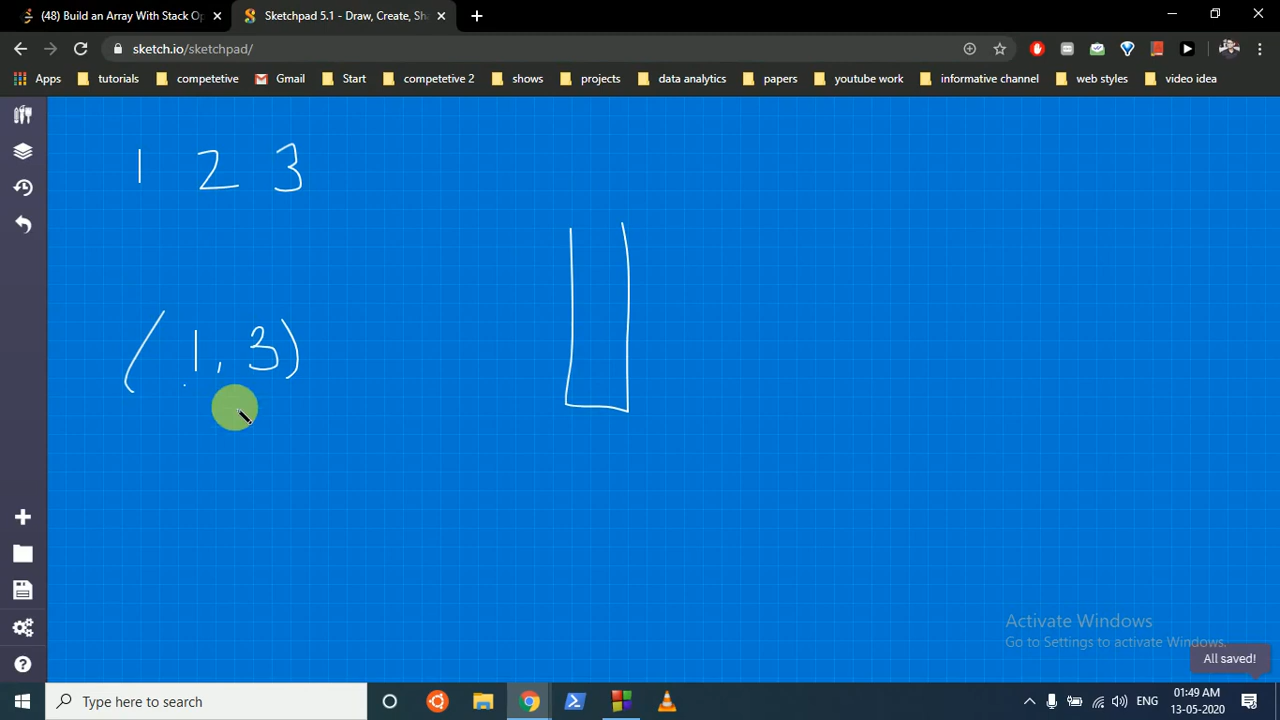 (48) Build an Array With Stack Op
Sketchpad 5.1 - Draw, Create, Sha
sketch.io/sketchpad/
Apps tutorials competetive Gmail Start competetive 2 shows projects data analytics papers youtube work informative channel web styles video idea
1 2 3
( 1, 3)
Activate Windows
Go to Settings to activate Windows.
All saved!
Type here to search
ENG
01:49 AM
13-05-2020